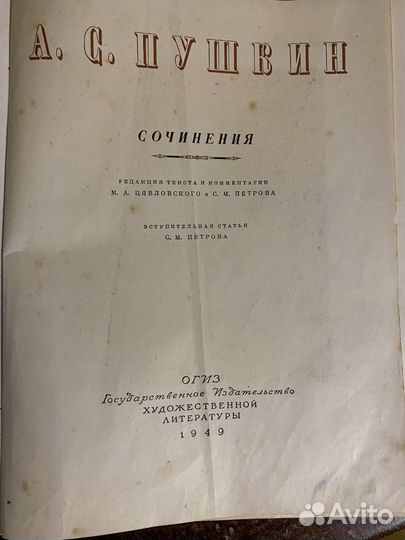 А. С. ПУШКИН
СОЧИНЕНИЯ
РЕДАКЦИЯ ТЕКСТА И КОММЕНТАРИИ
М. А. ЦЯВЛОВСКОГО и С. М. ПЕТРОВА
ВСТУПИТЕЛЬНАЯ СТАТЬЯ
С. М. ПЕТРОВА
ОГИЗ
Государственное Издательство
ХУДОЖЕСТВЕННОЙ
ЛИТЕРАТУРЫ
1949
Avito